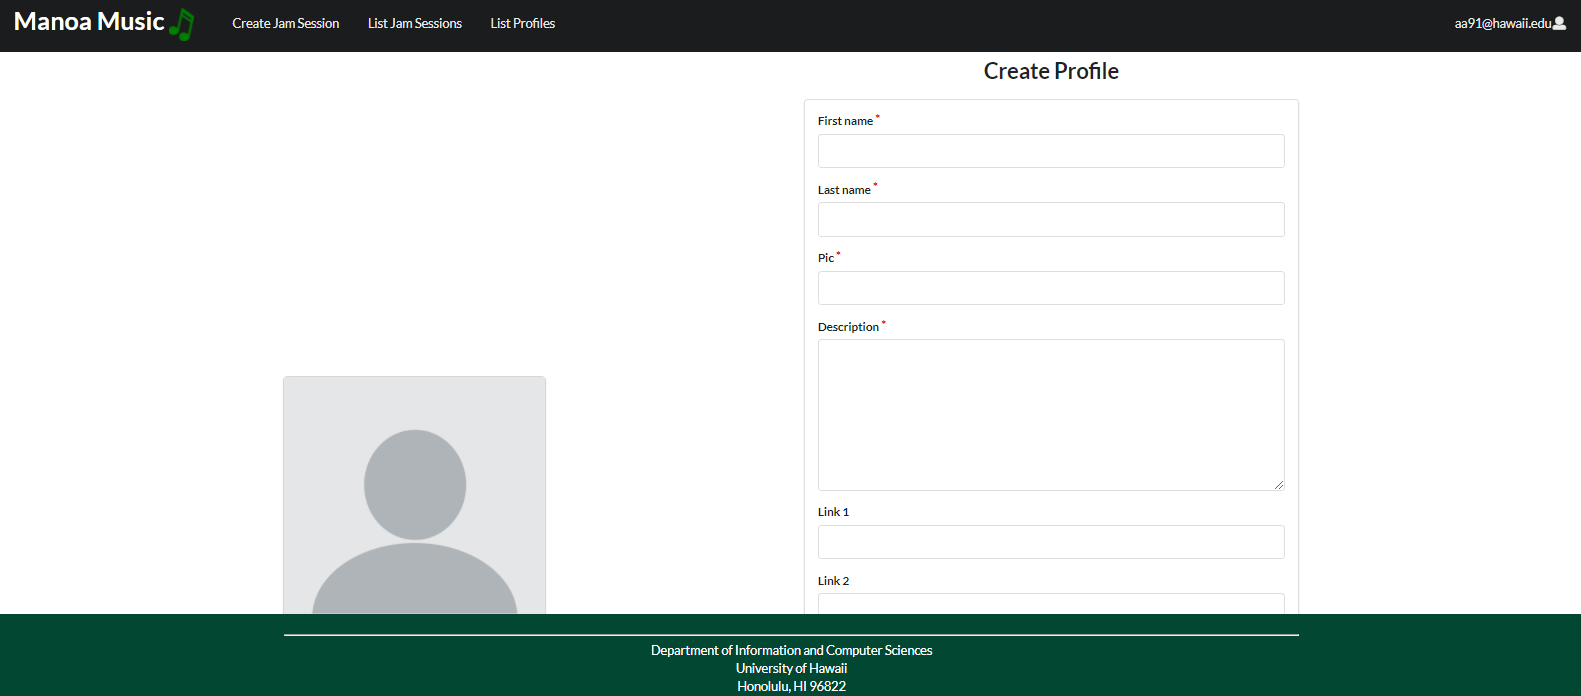 Manoa Music
Create Jam Session
List Jam Sessions
List Profiles
aa91@hawaii.edu
Create Profile
First name *
Last name *
Pic *
Description *
Link 1
Link 2
Department of Information and Computer Sciences
University of Hawaii
Honolulu, HI 96822